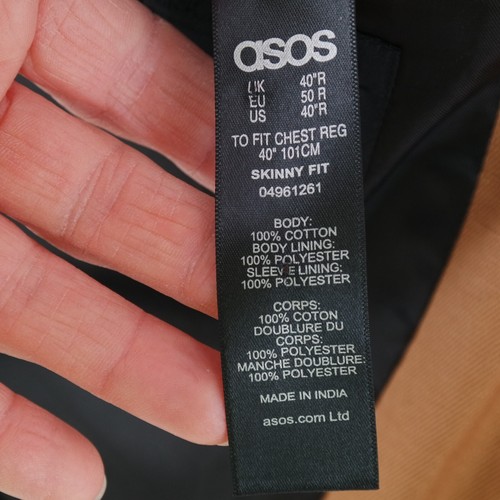 asos
UK 40"R
EU 50 R
US 40"R
TO FIT CHEST REG
40" 101CM
SKINNY FIT
04961261
BODY:
100% COTTON
BODY LINING:
100% POLYESTER
SLEEVE LINING:
100% POLYESTER
CORPS:
100% COTON
DOUBLURE DU
CORPS:
100% POLYESTER
MANCHE DOUBLURE:
100% POLYESTER
MADE IN INDIA
asos.com Ltd